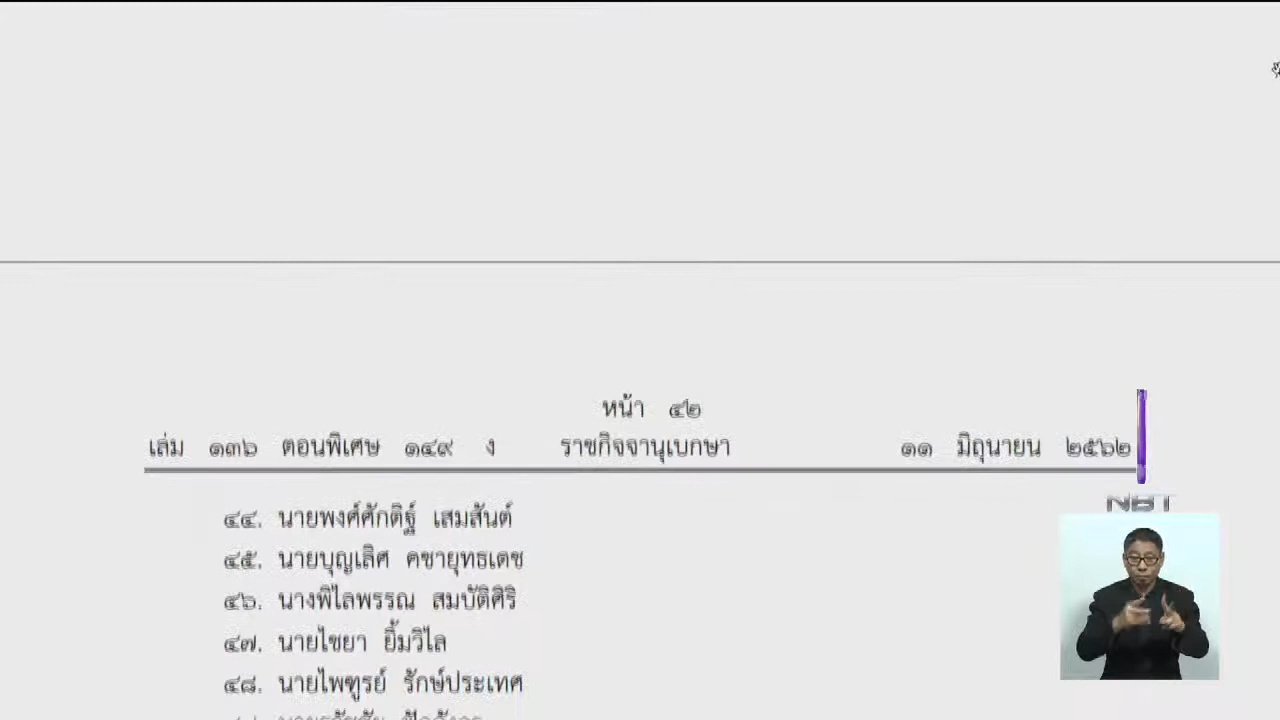 หน้า ๕๒
เล่ม ๑๓๖ ตอนพิเศษ ๑๔๙ ง ราชกิจจานุเบกษา ๑๑ มิถุนายน ๒๕๖๒
๔๔. นายพงศ์ศักติฐ์ เสมสันต์
๔๕. นายบุญเลิศ คชายุทธเดช
๔๖. นางพิไลพรรณ สมบัติศิริ
๔๗. นายไชยา ยิ้มวิไล
๔๘. นายไพฑูรย์ รักษ์ประเทศ
NBT